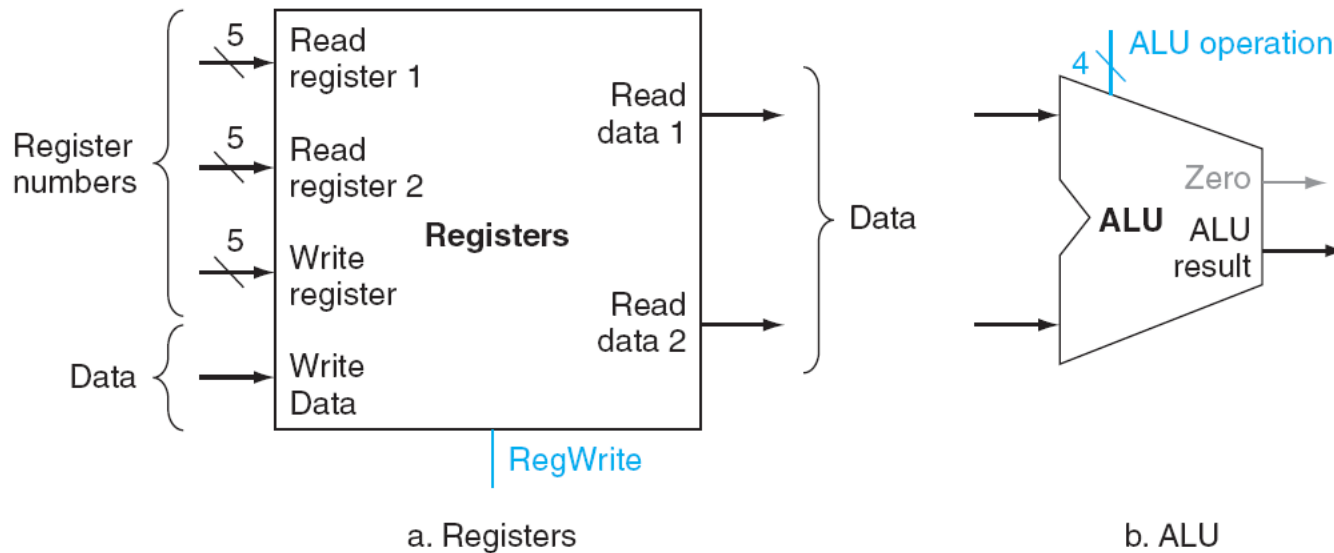 Register
numbers
Data
5
Read
register 1
5
Read
register 2
5
Write
register
Write
Data
Registers
Read
data 1
Read
data 2
RegWrite
Data
a. Registers
4
ALU operation
ALU
Zero
ALU
result
b. ALU